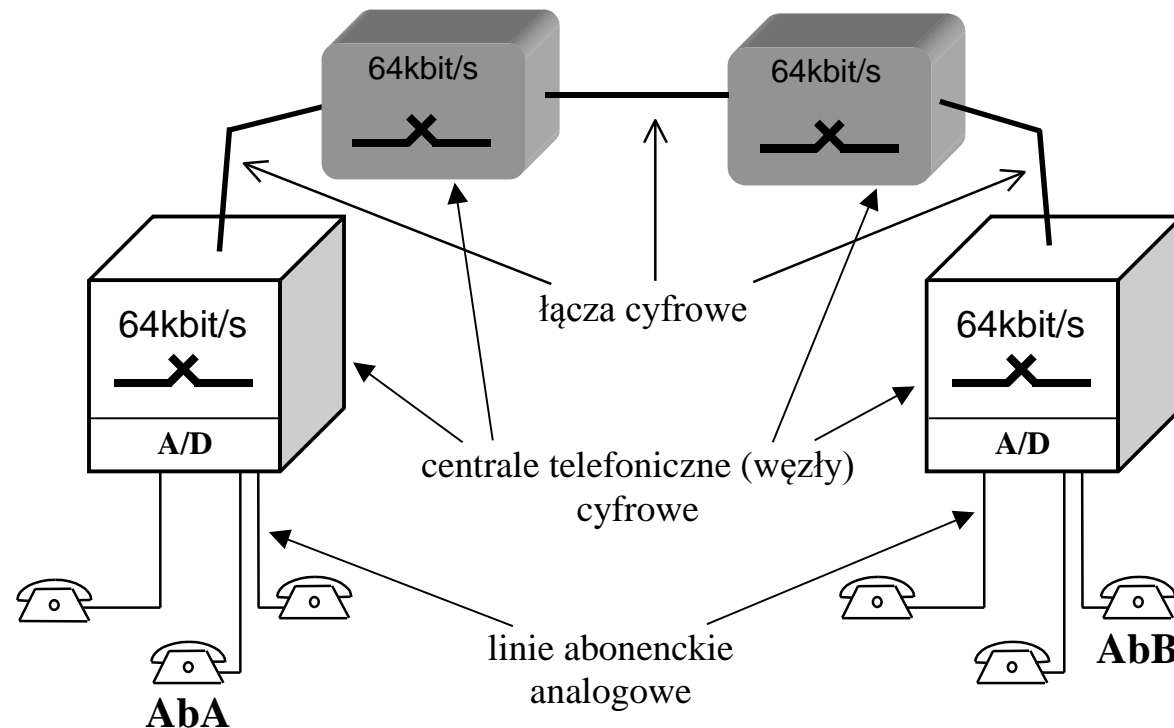 64kbit/s
64kbit/s
łącza cyfrowe
64kbit/s
64kbit/s
A/D
A/D
centrale telefoniczne (węzły)
cyfrowe
linie abonenckie
analogowe
AbA
AbB